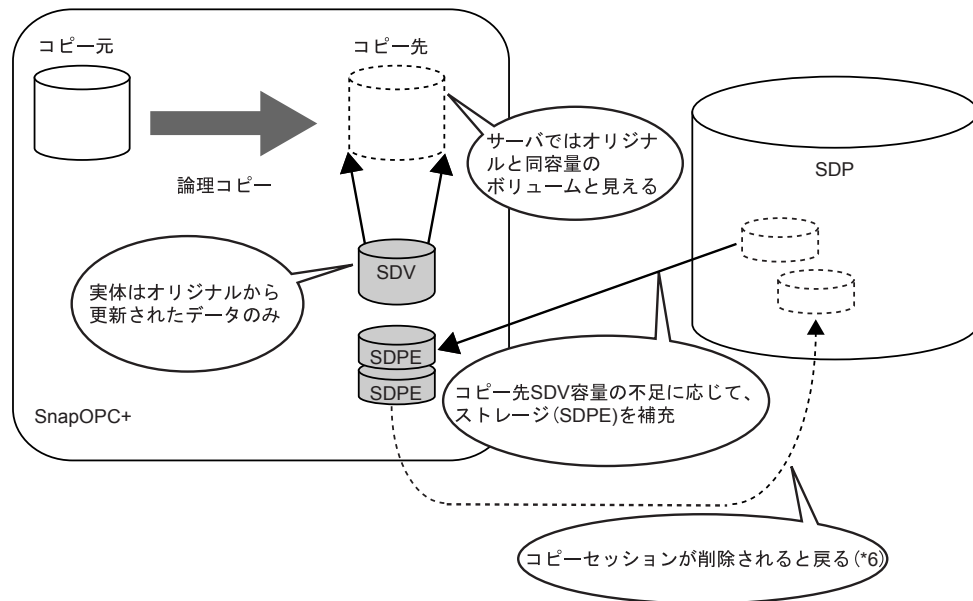 コピー元
コピー先
論理コピー
サーバではオリジナ
ルと同容量の
ボリュームと見える
SDP
SDV
実体はオリジナルから
更新されたデータのみ
SDPE
SDPE
コピー先SDV容量の不足に応じて、
ストレージ(SDPE)を補充
SnapOPC+
コピーセッションが削除されると戻る(*6)